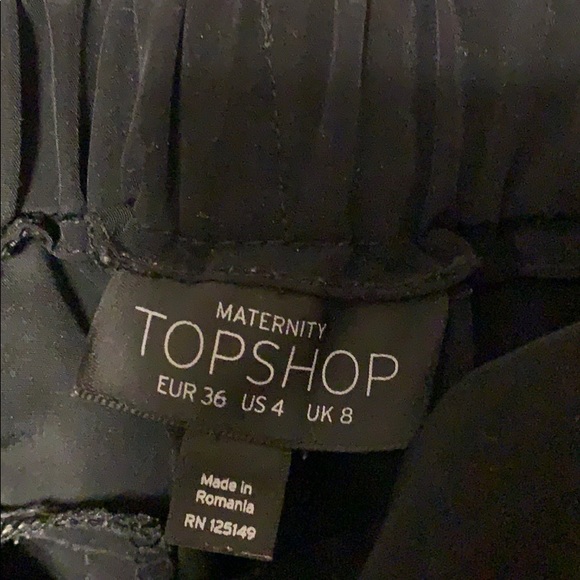 MATERNITY
TOPSHOP
EUR 36 US 4 UK 8
Made in
Romania
RN 125149